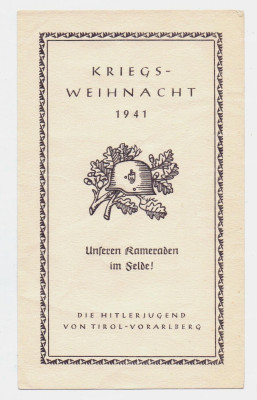 KRIEGS-
WEIHNACHT
1941
Unseren Kameraden
im Felde!
DIE HITLERJUGEND
VON TIROL-VORARLBERG